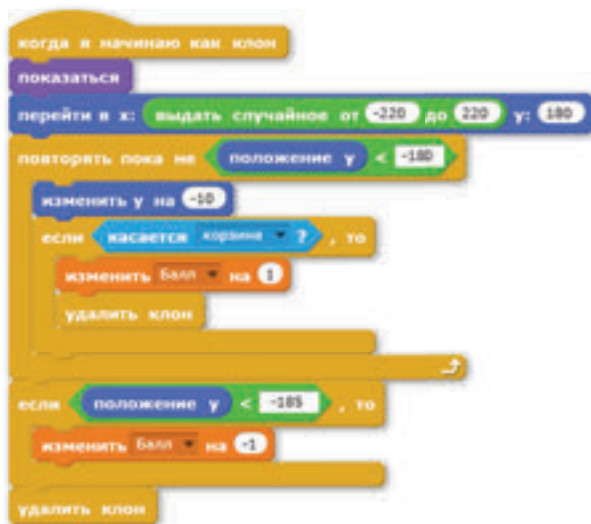 когда я начинаю как клон
показаться
перейти в x: выдать случайное от -220 до 220 y: 180
повторять пока не положение y < -180
изменить y на -10
если касается корзина ? , то
изменить Балл на 1
удалить клон
если положение y < -185 , то
изменить Балл на -1
удалить клон